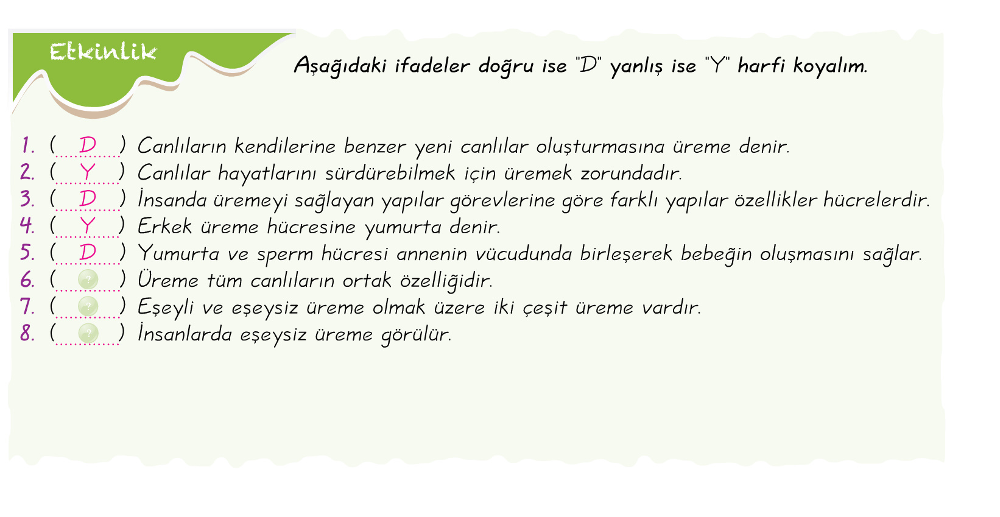 Etkinlik
Aşağıdaki ifadeler doğru ise "D" yanlış ise "Y" harfi koyalım.
1. ( D ) Canlıların kendilerine benzer yeni canlılar oluşturmasına üreme denir.
2. ( Y ) Canlılar hayatlarını sürdürebilmek için üremek zorundadır.
3. ( D ) İnsanda üremeyi sağlayan yapılar görevlerine göre farklı yapılar özellikler hücrelerdir.
4. ( Y ) Erkek üreme hücresine yumurta denir.
5. ( D ) Yumurta ve sperm hücresi annenin vücudunda birleşerek bebeğin oluşmasını sağlar.
6. ( ? ) Üreme tüm canlıların ortak özelliğidir.
7. ( ? ) Eşeyli ve eşeysiz üreme olmak üzere iki çeşit üreme vardır.
8. ( ? ) İnsanlarda eşeysiz üreme görülür.